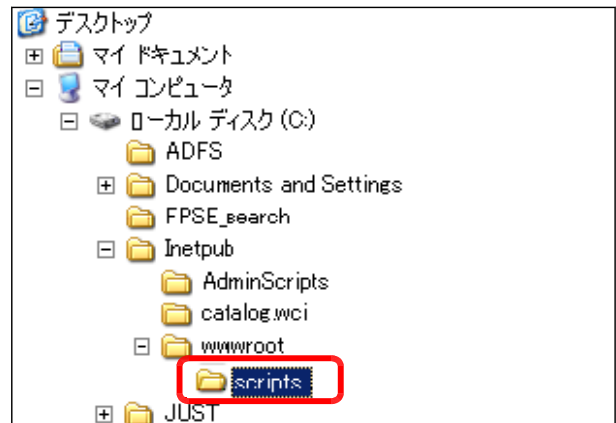 デスクトップ
マイ ドキュメント
マイ コンピュータ
ローカル ディスク (C:)
ADFS
Documents and Settings
FPSE_search
Inetpub
AdminScripts
catalog.wci
wwwroot
scripts
JUST